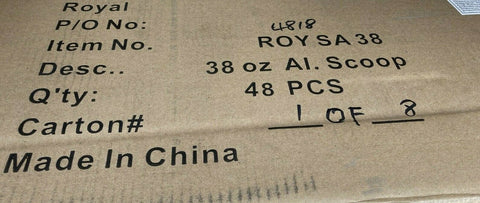 Royal
P/O No: 4818
Item No. ROY SA 38
Desc.. 38 oz Al. Scoop
Q'ty: 48 PCS
Carton# 1 OF 8
Made In China